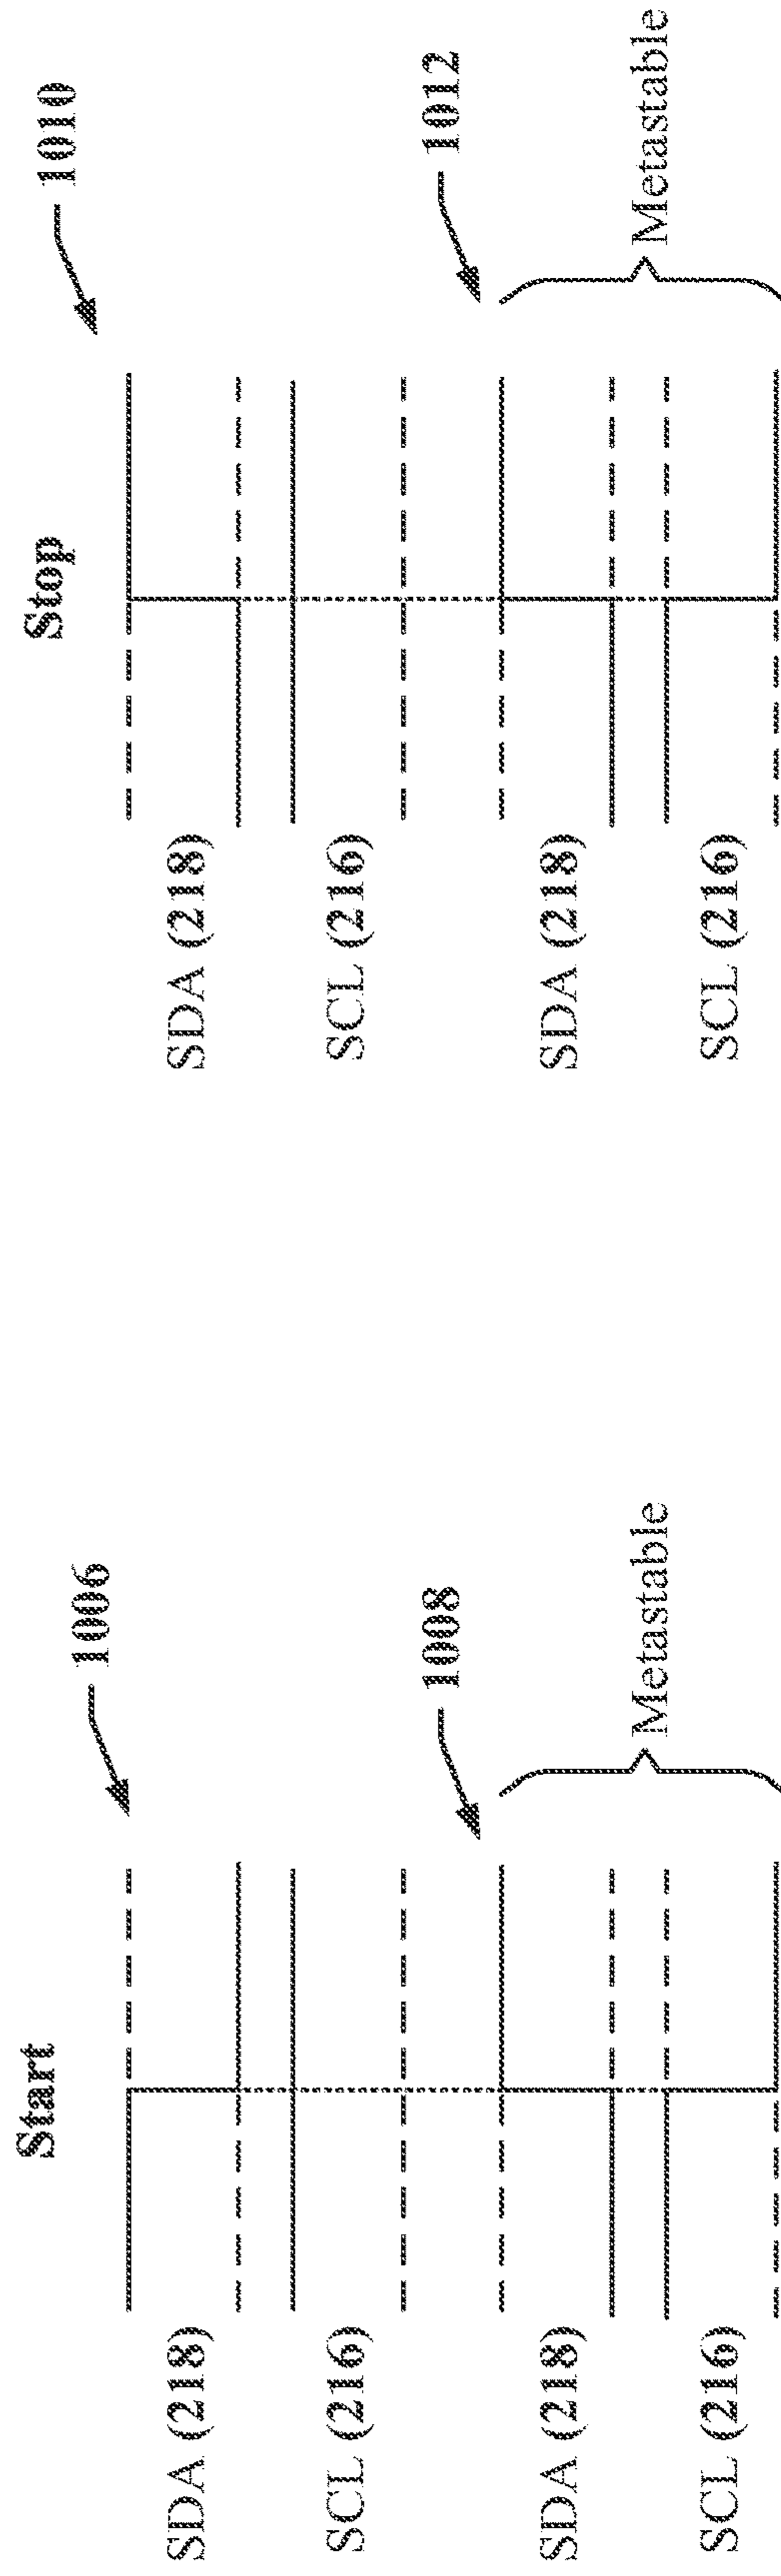 Start
1006
SDA (218)
SCL (216)
1008
SDA (218)
SCL (216)
Metastable
Stop
1010
SDA (218)
SCL (216)
1012
SDA (218)
SCL (216)
Metastable